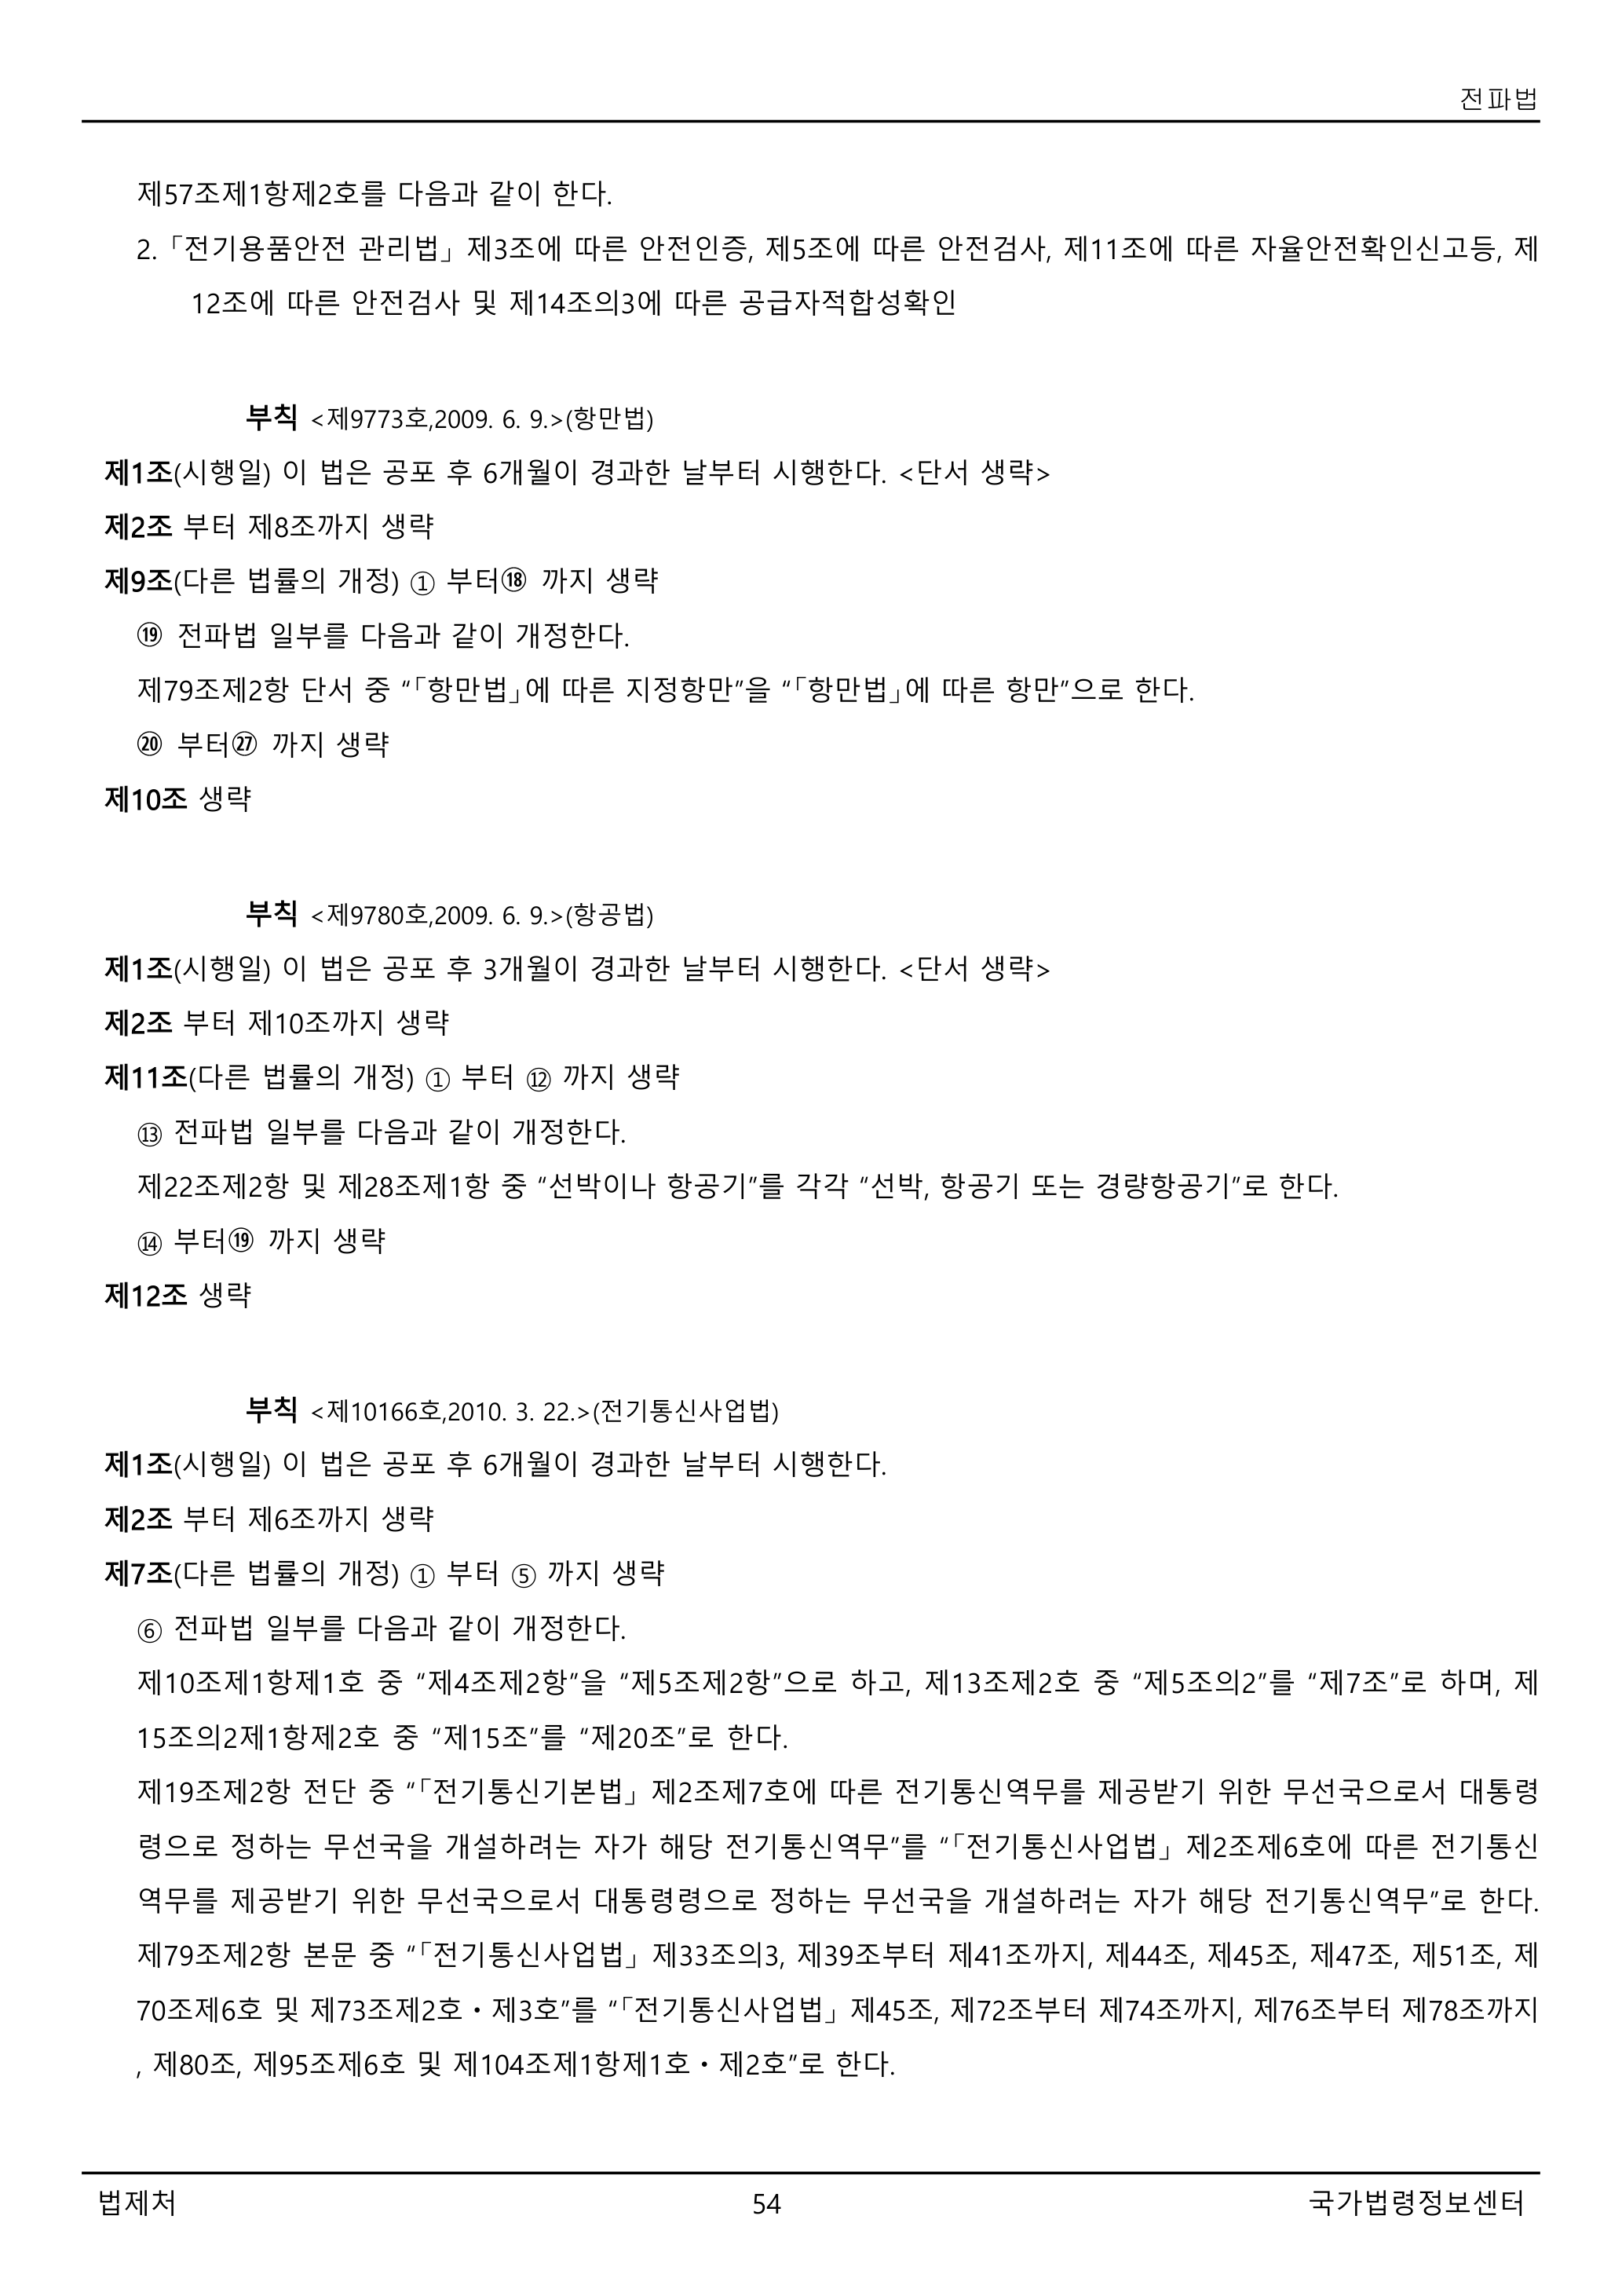 전파법
제57조제1항제2호를 다음과 같이 한다.
2.「전기용품안전 관리법」 제3조에 따른 안전인증, 제5조에 따른 안전검사, 제11조에 따른 자율안전확인신고등, 제
12조에 따른 안전검사 및 제14조의3에 따른 공급자적합성확인
부칙 <제9773호,2009. 6. 9.>(항만법)
제1조(시행일) 이 법은 공포 후 6개월이 경과한 날부터 시행한다. <단서 생략>
제2조 부터 제8조까지 생략
제9조(다른 법률의 개정) ① 부터⑱ 까지 생략
⑲ 전파법 일부를 다음과 같이 개정한다.
제79조제2항 단서 중 “「항만법」에 따른 지정항만”을 “「항만법」에 따른 항만”으로 한다.
⑳ 부터㉗ 까지 생략
제10조 생략
부칙 <제9780호,2009. 6. 9.>(항공법)
제1조(시행일) 이 법은 공포 후 3개월이 경과한 날부터 시행한다. <단서 생략>
제2조 부터 제10조까지 생략
제11조(다른 법률의 개정) ① 부터 ⑫ 까지 생략
⑬ 전파법 일부를 다음과 같이 개정한다.
제22조제2항 및 제28조제1항 중 “선박이나 항공기”를 각각 “선박, 항공기 또는 경량항공기”로 한다.
⑭ 부터⑲ 까지 생략
제12조 생략
부칙 <제10166호,2010. 3. 22.>(전기통신사업법)
제1조(시행일) 이 법은 공포 후 6개월이 경과한 날부터 시행한다.
제2조 부터 제6조까지 생략
제7조(다른 법률의 개정) ① 부터 ⑤ 까지 생략
⑥ 전파법 일부를 다음과 같이 개정한다.
제10조제1항제1호 중 “제4조제2항”을 “제5조제2항”으로 하고, 제13조제2호 중 “제5조의2”를 “제7조”로 하며, 제
15조의2제1항제2호 중 “제15조”를 “제20조”로 한다.
제19조제2항 전단 중 “「전기통신기본법」 제2조제7호에 따른 전기통신역무를 제공받기 위한 무선국으로서 대통령
령으로 정하는 무선국을 개설하려는 자가 해당 전기통신역무”를 “「전기통신사업법」 제2조제6호에 따른 전기통신
역무를 제공받기 위한 무선국으로서 대통령령으로 정하는 무선국을 개설하려는 자가 해당 전기통신역무”로 한다.
제79조제2항 본문 중 “「전기통신사업법」 제33조의3, 제39조부터 제41조까지, 제44조, 제45조, 제47조, 제51조, 제
70조제6호 및 제73조제2호ㆍ제3호”를 “「전기통신사업법」 제45조, 제72조부터 제74조까지, 제76조부터 제78조까지
, 제80조, 제95조제6호 및 제104조제1항제1호ㆍ제2호”로 한다.
법제처 54 국가법령정보센터